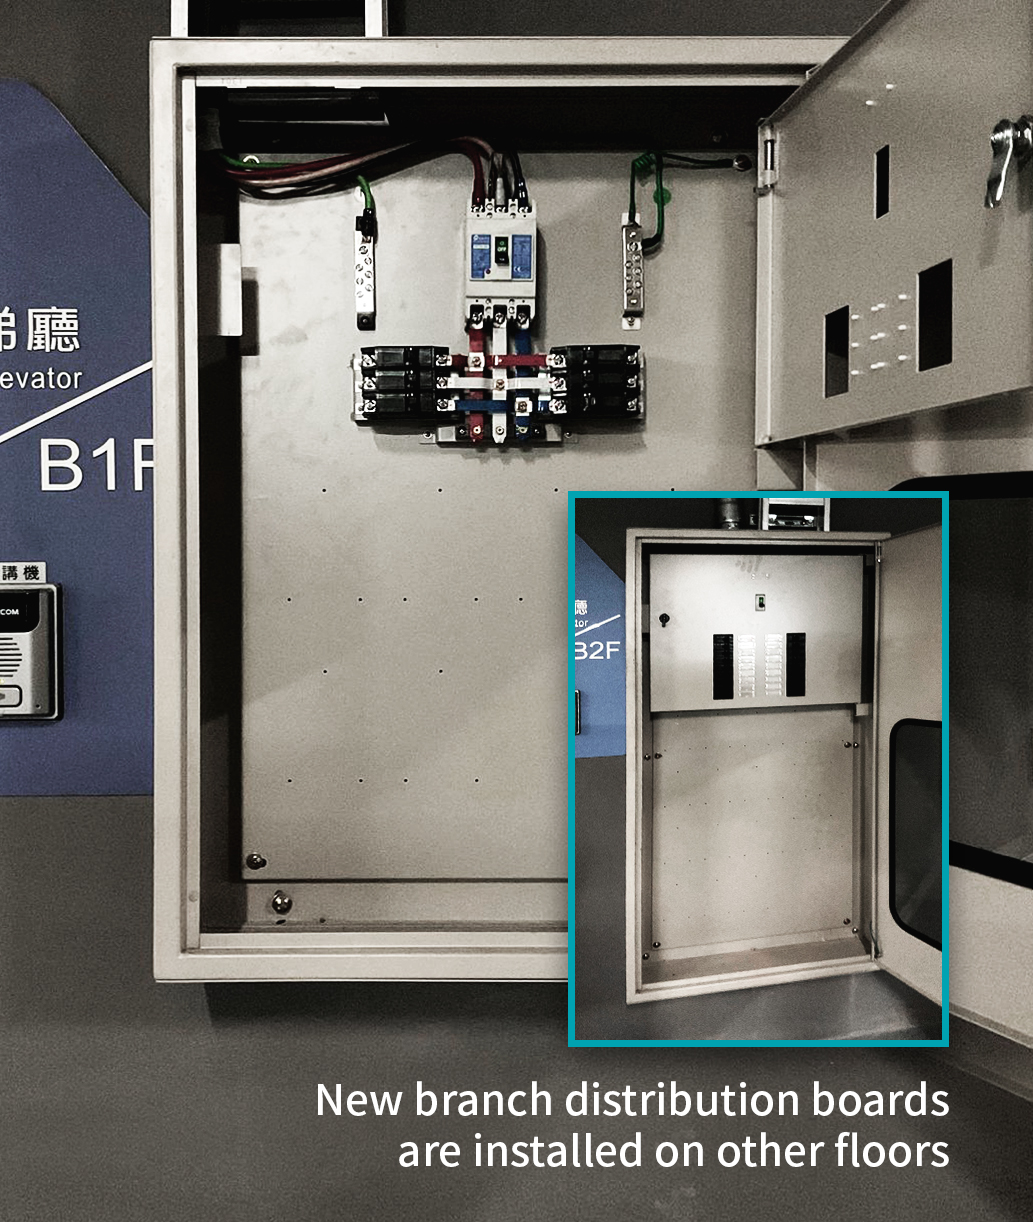 OFF
梯廳
evator
B1F
講機
COM
廳
tor
B2F
New branch distribution boards
are installed on other floors